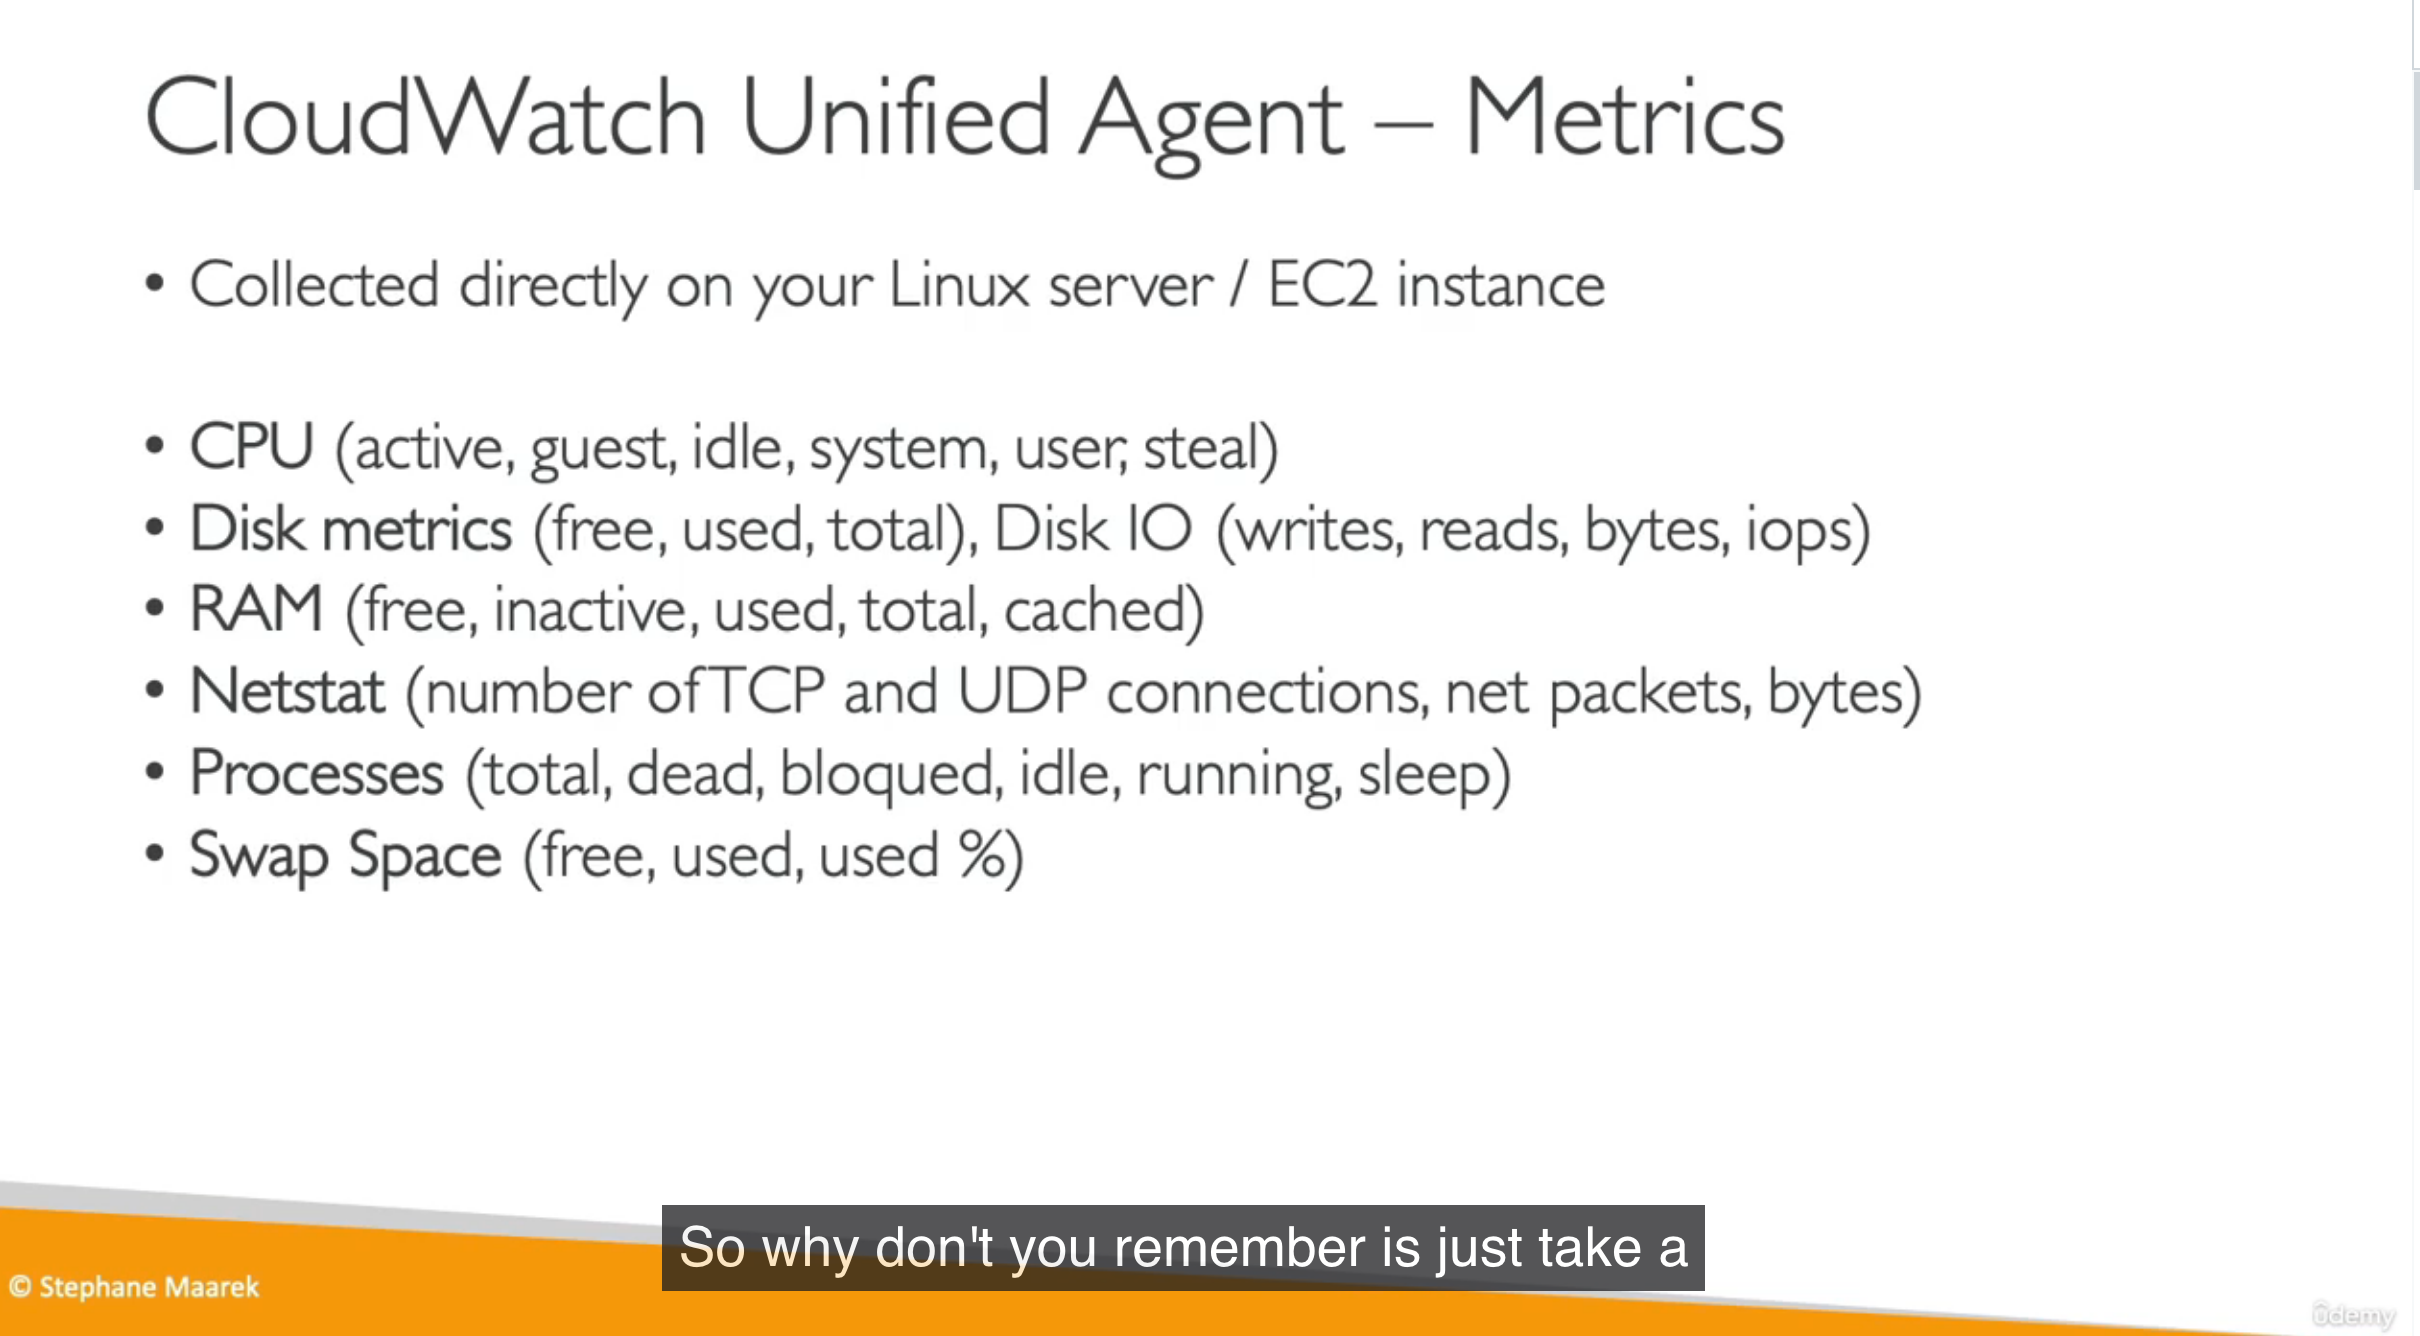 CloudWatch Unified Agent – Metrics
• Collected directly on your Linux server / EC2 instance
• CPU (active, guest, idle, system, user, steal)
• Disk metrics (free, used, total), Disk IO (writes, reads, bytes, iops)
• RAM (free, inactive, used, total, cached)
• Netstat (number of TCP and UDP connections, net packets, bytes)
• Processes (total, dead, bloqued, idle, running, sleep)
• Swap Space (free, used, used %)
So why don't you remember is just take a
© Stephane Maarek
ûdemy